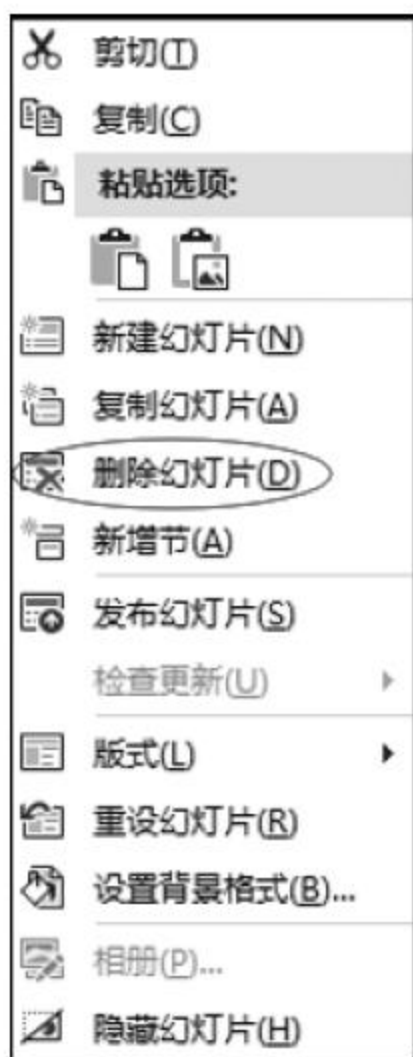 剪切(T)
复制(C)
粘贴选项:
新建幻灯片(N)
复制幻灯片(A)
删除幻灯片(D)
新增节(A)
发布幻灯片(S)
检查更新(U)
版式(L)
重设幻灯片(R)
设置背景格式(B)...
相册(P)...
隐藏幻灯片(H)